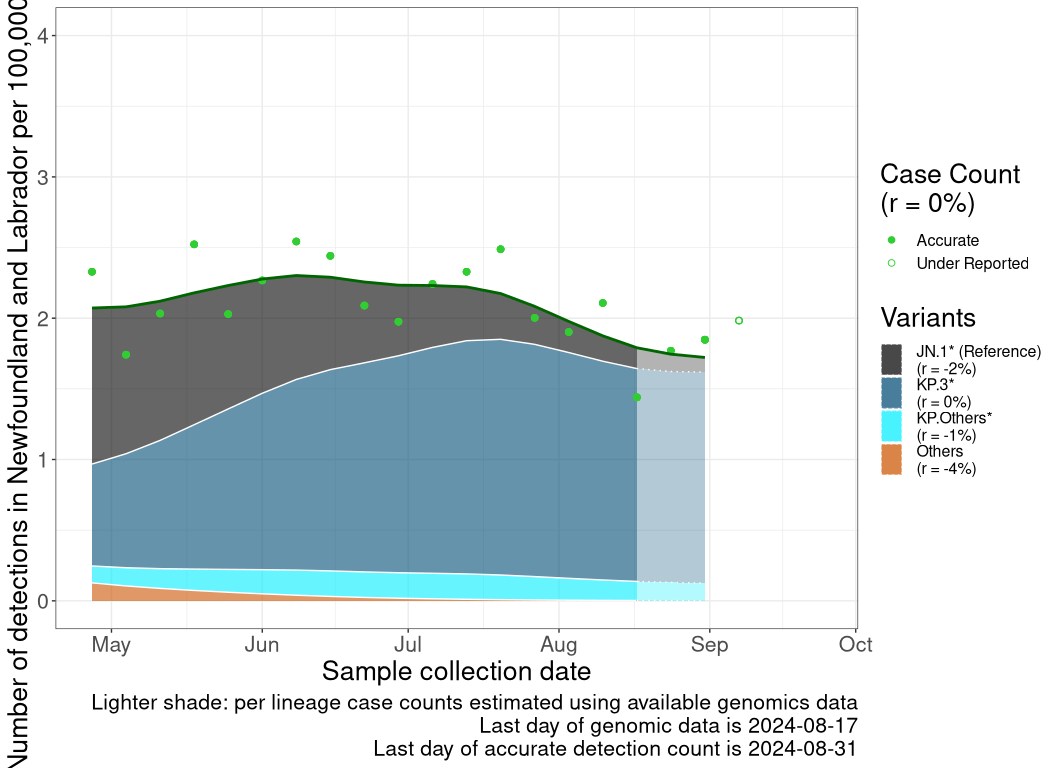 Number of detections in Newfoundland and Labrador per 100,000
4
3
2
1
0
May Jun Jul Aug Sep Oct
Sample collection date
Lighter shade: per lineage case counts estimated using available genomics data
Last day of genomic data is 2024-08-17
Last day of accurate detection count is 2024-08-31
Case Count
(r = 0%)
Accurate
Under Reported
Variants
JN.1* (Reference)
(r = -2%)
KP.3*
(r = 0%)
KP.Others*
(r = -1%)
Others
(r = -4%)